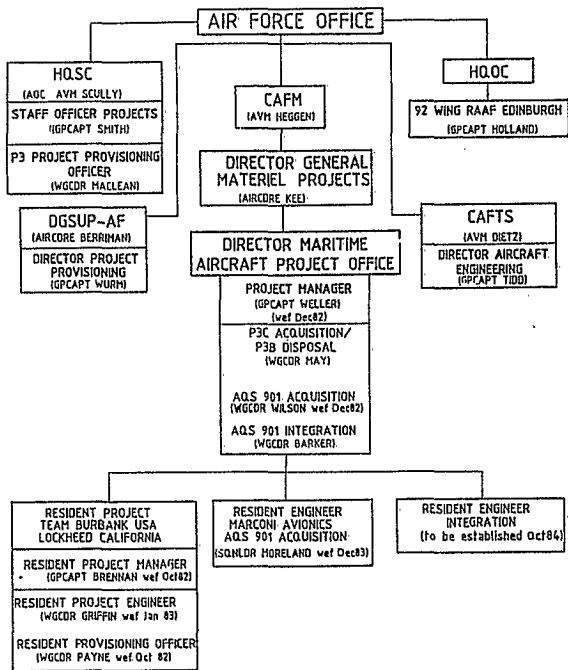 AIR FORCE OFFICE
HQSC
(AOC AVM SCULLY)
STAFF OFFICER PROJECTS
(GPCAPT SMITH)
P3 PROJECT PROVISIONING
OFFICER
(WGCDR MACLEAN)
CAFM
(AVM HEGGEN)
HQOC
92 WING RAAF EDINBURGH
(GPCAPT HOLLAND)
DIRECTOR GENERAL
MATERIEL PROJECTS
(AIRCDRE KEE)
DGSUP-AF
(AIRCDRE BERRIMAN)
DIRECTOR PROJECT
PROVISIONING
(GPCAPT WURM)
DIRECTOR MARITIME
AIRCRAFT PROJECT OFFICE
PROJECT MANAGER
(GPCAPT WELLER)
(wef Dec82)
P3C ACQUISITION/
P3B DISPOSAL
(WGCDR MAY)
AQS 901 ACQUISITION
(WGCDR WILSON wef Dec82)
AQS 901 INTEGRATION
(WGCDR BARKER)
CAFTS
(AVM DIETZ)
DIRECTOR AIRCRAFT
ENGINEERING
(GPCAPT TIDD)
RESIDENT PROJECT
TEAM BURBANK USA
LOCKHEED CALIFORNIA
RESIDENT PROJECT MANAGER
(GPCAPT BRENNAN wef Oct82)
RESIDENT PROJECT ENGINEER
(WGCDR GRIFFIN wef Jan 83)
RESIDENT PROVISIONING OFFICER
(WGCDR PAYNE wef Oct 82)
RESIDENT ENGINEER
MARCONI AVIONICS
AQS 901 ACQUISITION
(SQNLDR MORELAND wef Dec83)
RESIDENT ENGINEER
INTEGRATION
(to be established Oct84)